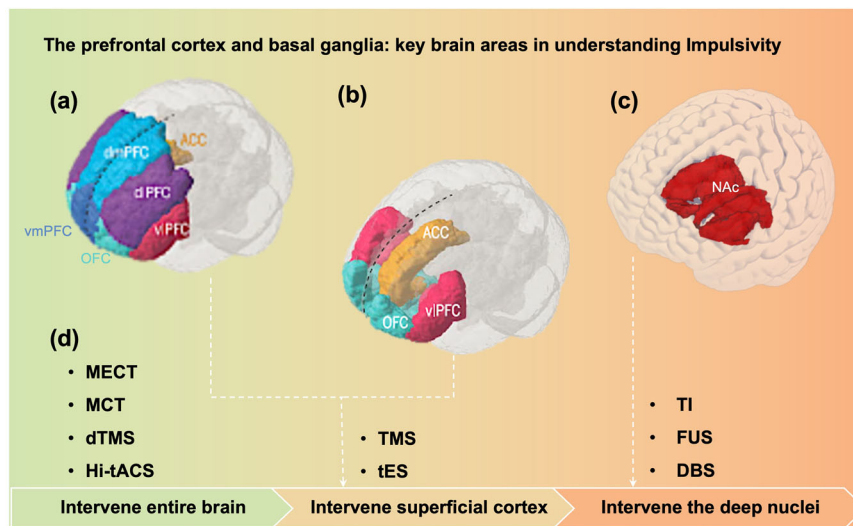 The prefrontal cortex and basal ganglia: key brain areas in understanding Impulsivity
(a)
dmPFC
ACC
dlPFC
vlPFC
vmPFC
OFC
(b)
ACC
OFC
vlPFC
(c)
NAc
(d)
• MECT
• MCT
• dTMS
• Hi-tACS
• TMS
• tES
• TI
• FUS
• DBS
Intervene entire brain
Intervene superficial cortex
Intervene the deep nuclei